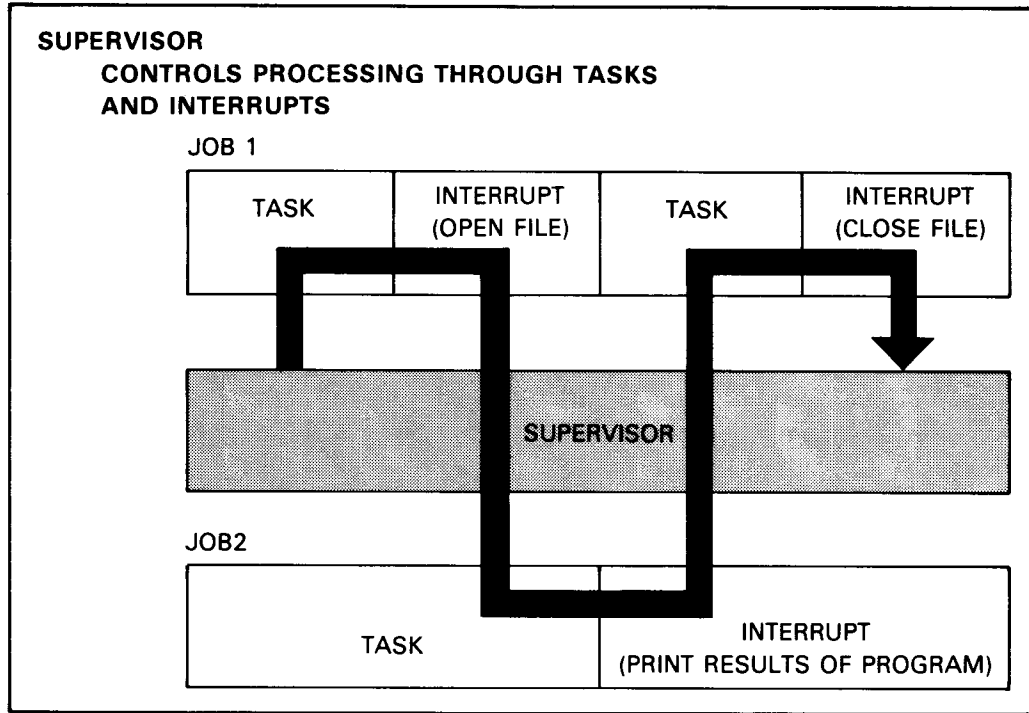 SUPERVISOR
CONTROLS PROCESSING THROUGH TASKS
AND INTERRUPTS
JOB 1
TASK
INTERRUPT
(OPEN FILE)
TASK
INTERRUPT
(CLOSE FILE)
SUPERVISOR
JOB2
TASK
INTERRUPT
(PRINT RESULTS OF PROGRAM)